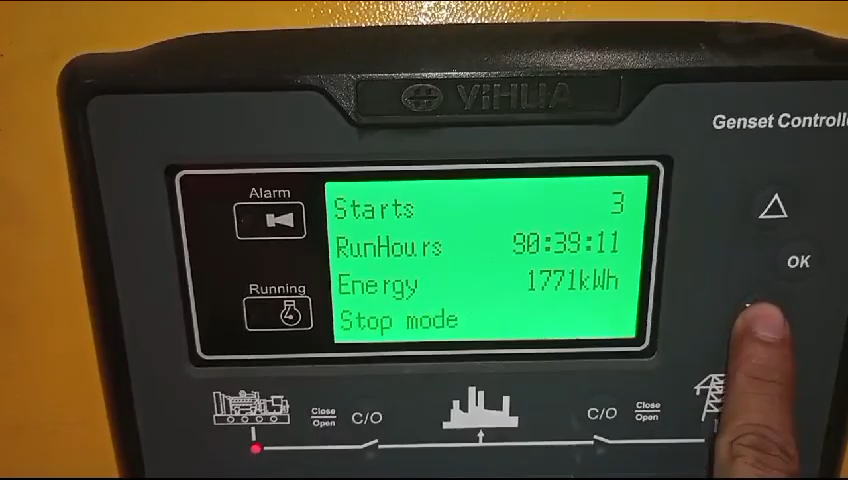 YiHUA
Genset Controlle
Alarm
Running
Starts 3
RunHours 90:39:11
Energy 1771kWh
Stop mode
OK
Close
Open
C/O
C/O
Close
Open